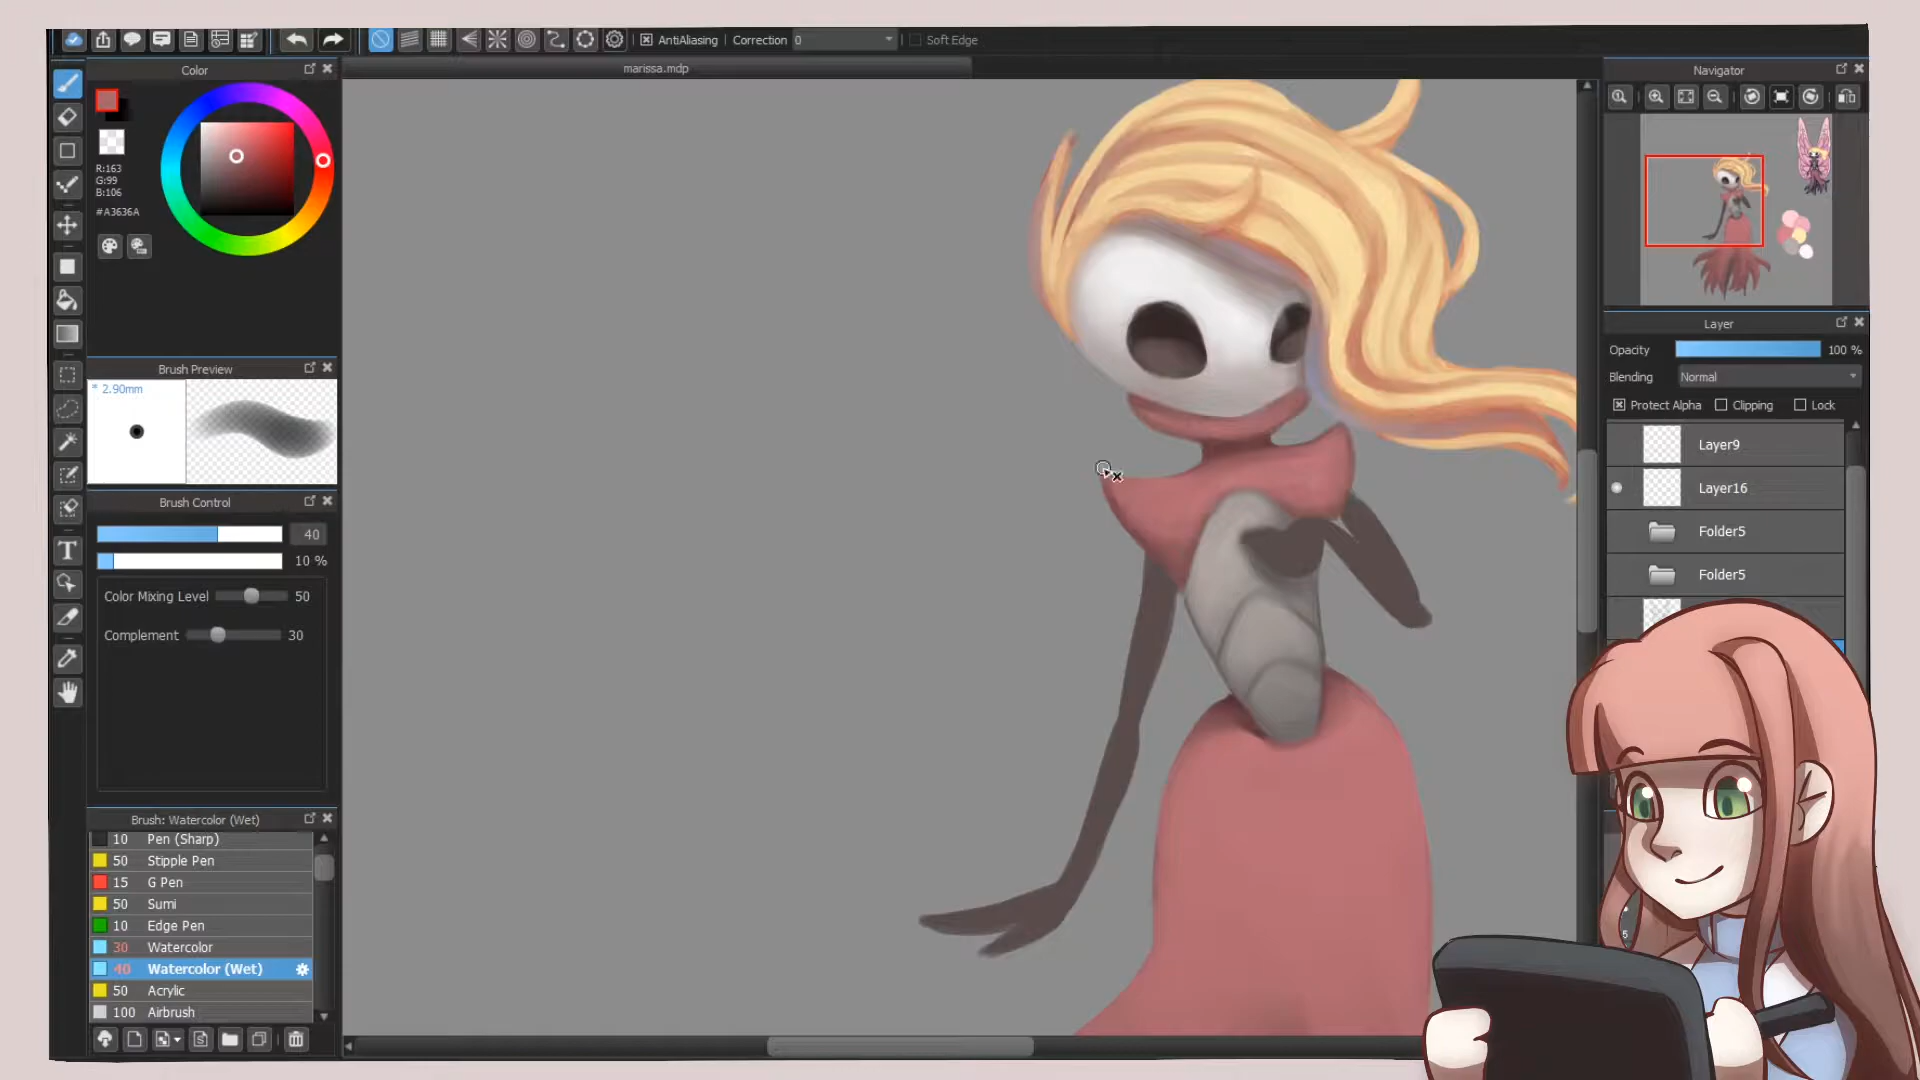 AntiAliasing
Correction 0
Soft Edge
Color
marissa.mdp
Navigator
R:163
G:99
B:106
#A3636A
Layer
Opacity 100 %
Blending Normal
Protect Alpha Clipping Lock
Brush Preview
* 2.90mm
Layer9
Layer16
Brush Control
40
10 %
Folder5
Folder5
Color Mixing Level 50
Complement 30
Brush: Watercolor (Wet)
10 Pen (Sharp)
50 Stipple Pen
15 G Pen
50 Sumi
10 Edge Pen
30 Watercolor
40 Watercolor (Wet)
50 Acrylic
100 Airbrush
T
5